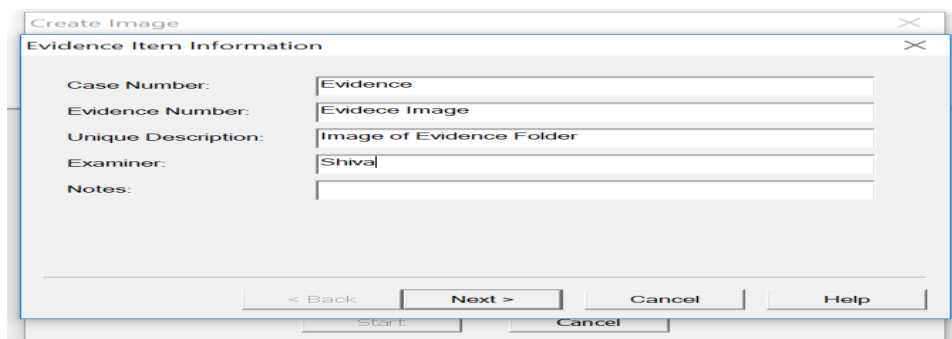 Create Image
Evidence Item Information
Case Number: Evidence
Evidence Number: Evidece Image
Unique Description: Image of Evidence Folder
Examiner: Shiva
Notes:
< Back Next > Cancel Help
Start Cancel